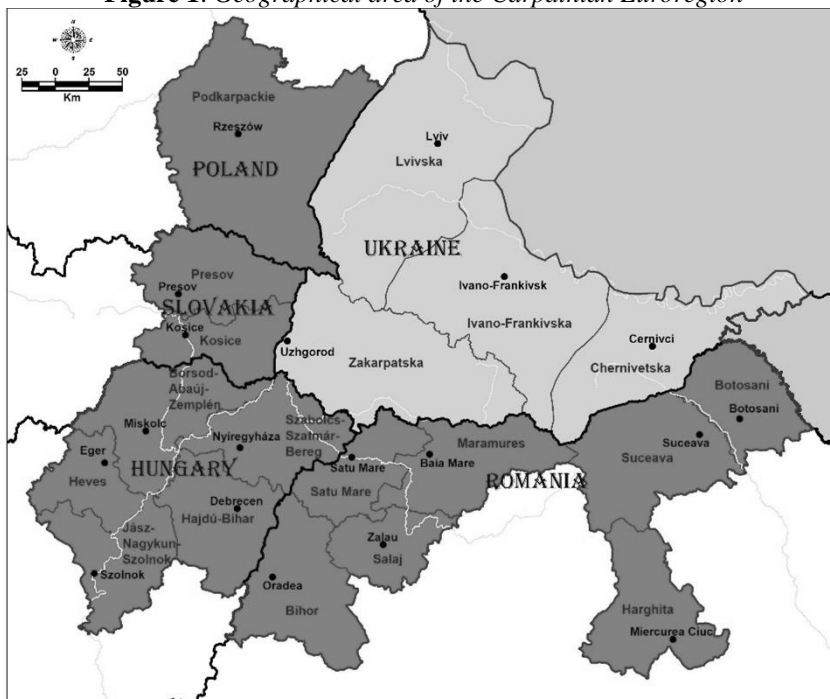 Figure 1. Geographical area of the Carpathian Euroregion
N
W E
S
25 0 25 50
Km
Podkarpackie
Rzeszów
POLAND
Lviv
Lvivska
UKRAINE
Presov
Presov
SLOVAKIA
Kosice
Kosice
Ivano-Frankivsk
Ivano-Frankivska
Uzhgorod
Zakarpatska
Cernivci
Chernivetska
Borsod-
Abaúj-
Zemplén
Miskolc
Szabolcs-
Szatmár-
Bereg
Nyíregyháza
Eger
Heves
HUNGARY
Debrecen
Hajdú-Bihar
Jász-
Nagykun-
Szolnok
Szolnok
Satu Mare
Satu Mare
Maramures
Baia Mare
ROMANIA
Zalau
Salaj
Oradea
Bihor
Botosani
Botosani
Suceava
Suceava
Harghita
Miercurea Ciuc